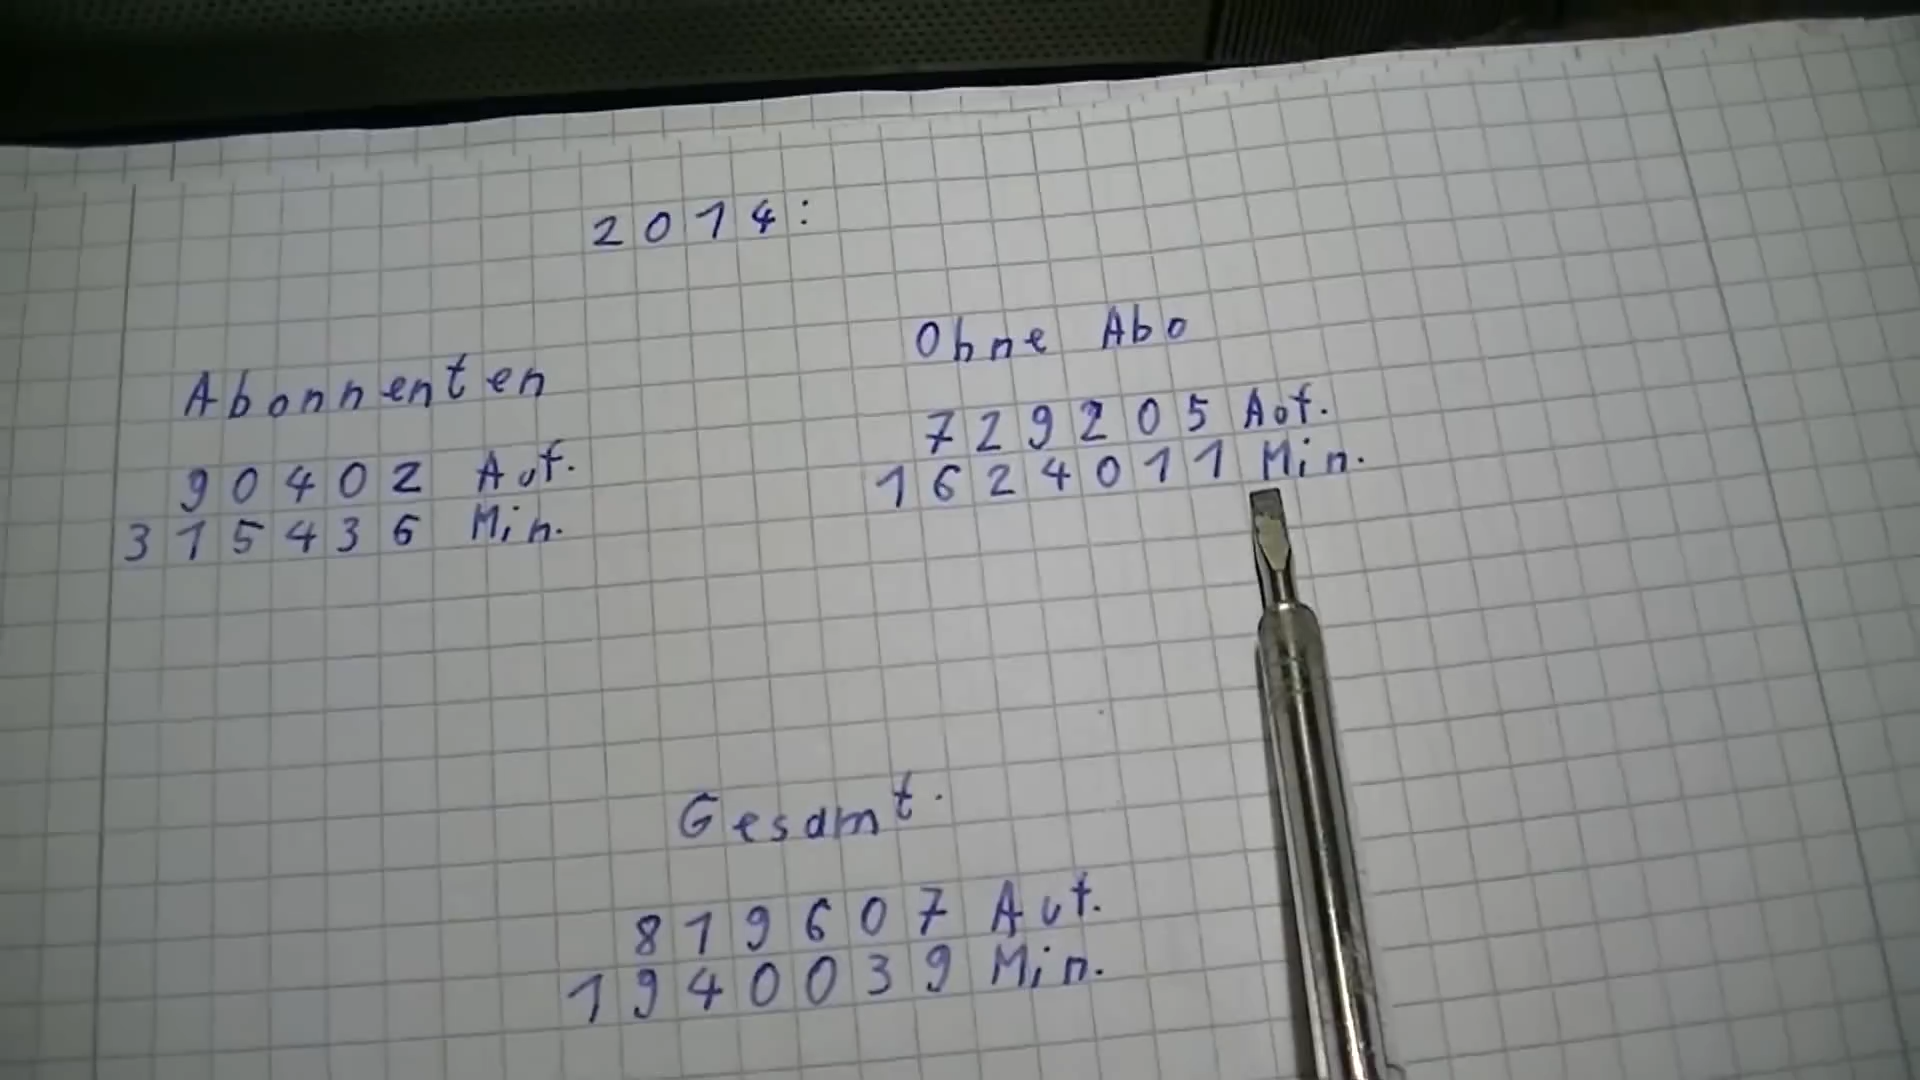 2014:
Abonnenten
90402 Auf.
315436 Min.
Ohne Abo
729205 Auf.
1624011 Min.
Gesamt.
819607 Auf.
1940039 Min.